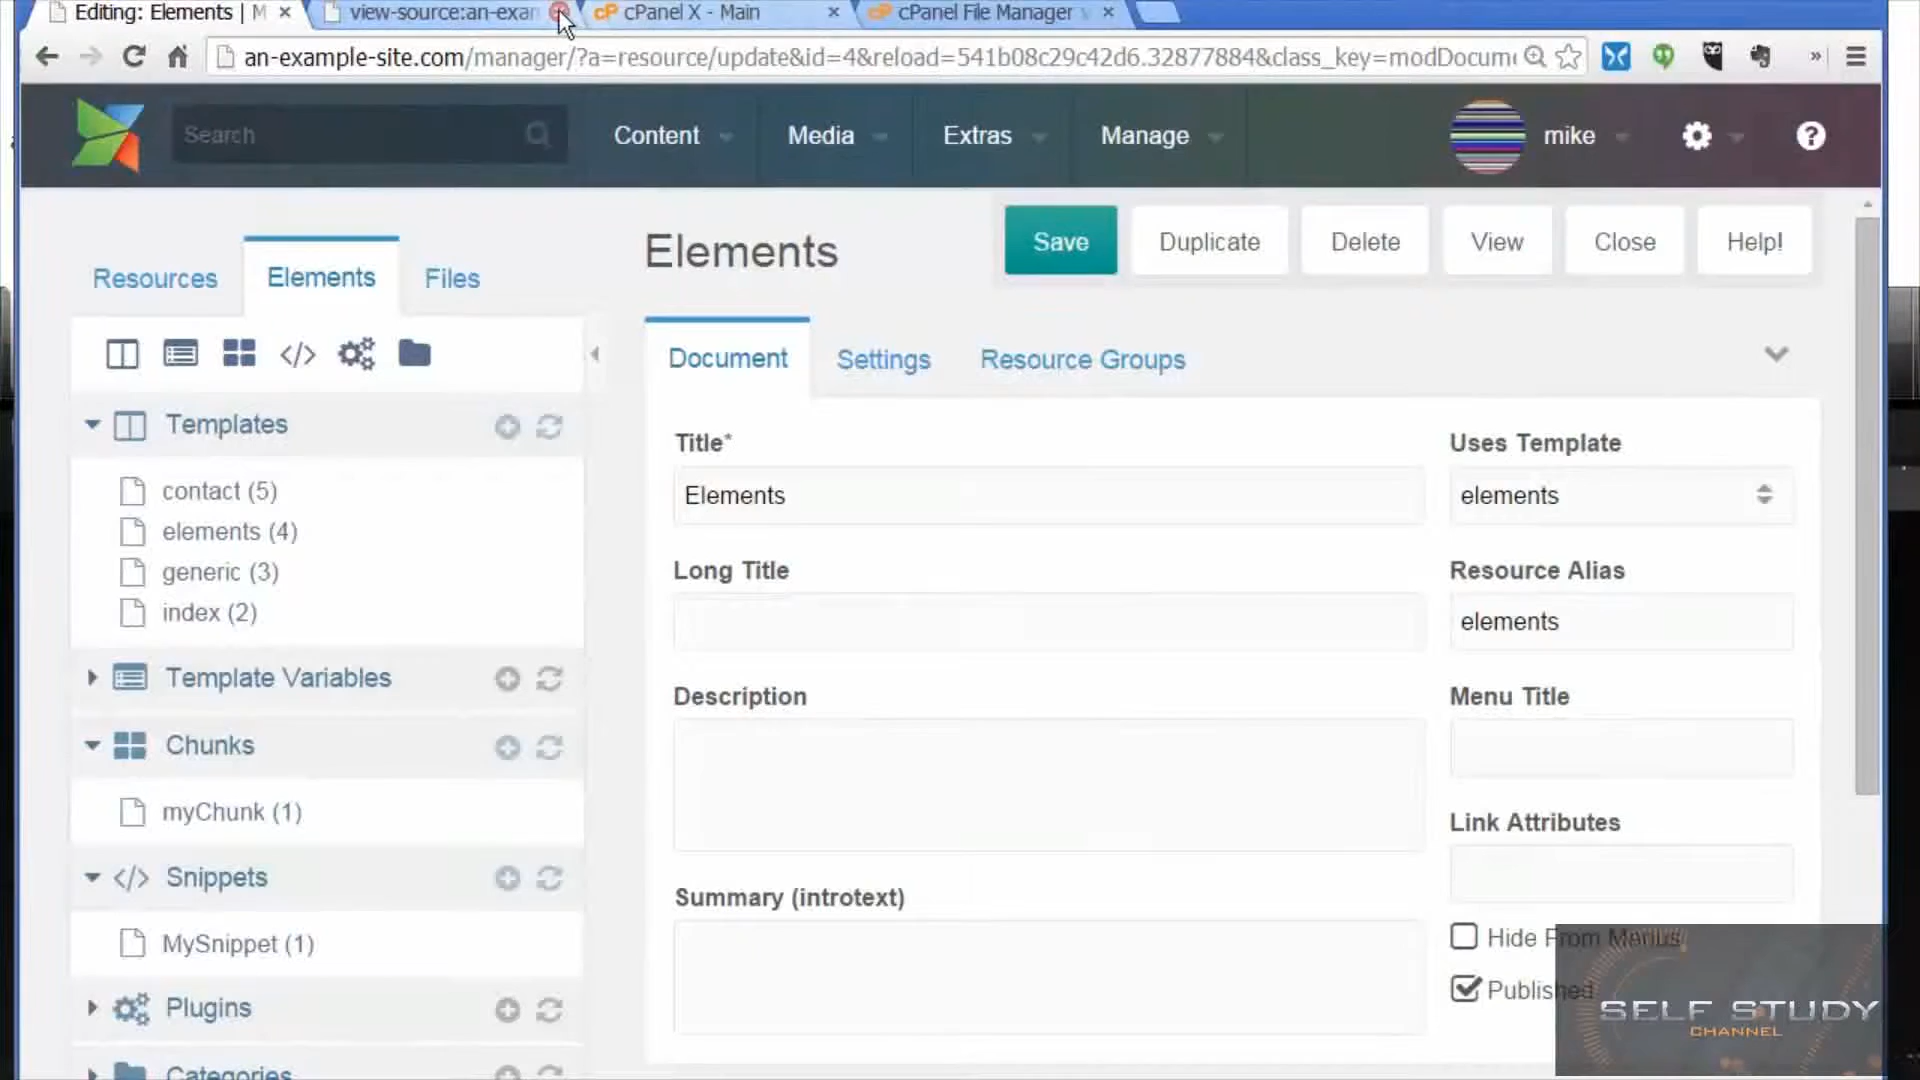 Editing: Elements | M
view-source:an-exan
cPanel X - Main
cPanel File Manager
an-example-site.com/manager/?a=resource/update&id=4&reload=541b08c29c42d6.32877884&class_key=modDocum
Search
Content
Media
Extras
Manage
mike
Resources
Elements
Files
Elements
Save
Duplicate
Delete
View
Close
Help!
Document
Settings
Resource Groups
Templates
contact (5)
elements (4)
generic (3)
index (2)
Template Variables
Chunks
myChunk (1)
Snippets
MySnippet (1)
Plugins
Categories
Title*
Elements
Long Title
Description
Summary (introtext)
Uses Template
elements
Resource Alias
elements
Menu Title
Link Attributes
Hide From Menus
Published
SELF STUDY
CHANNEL